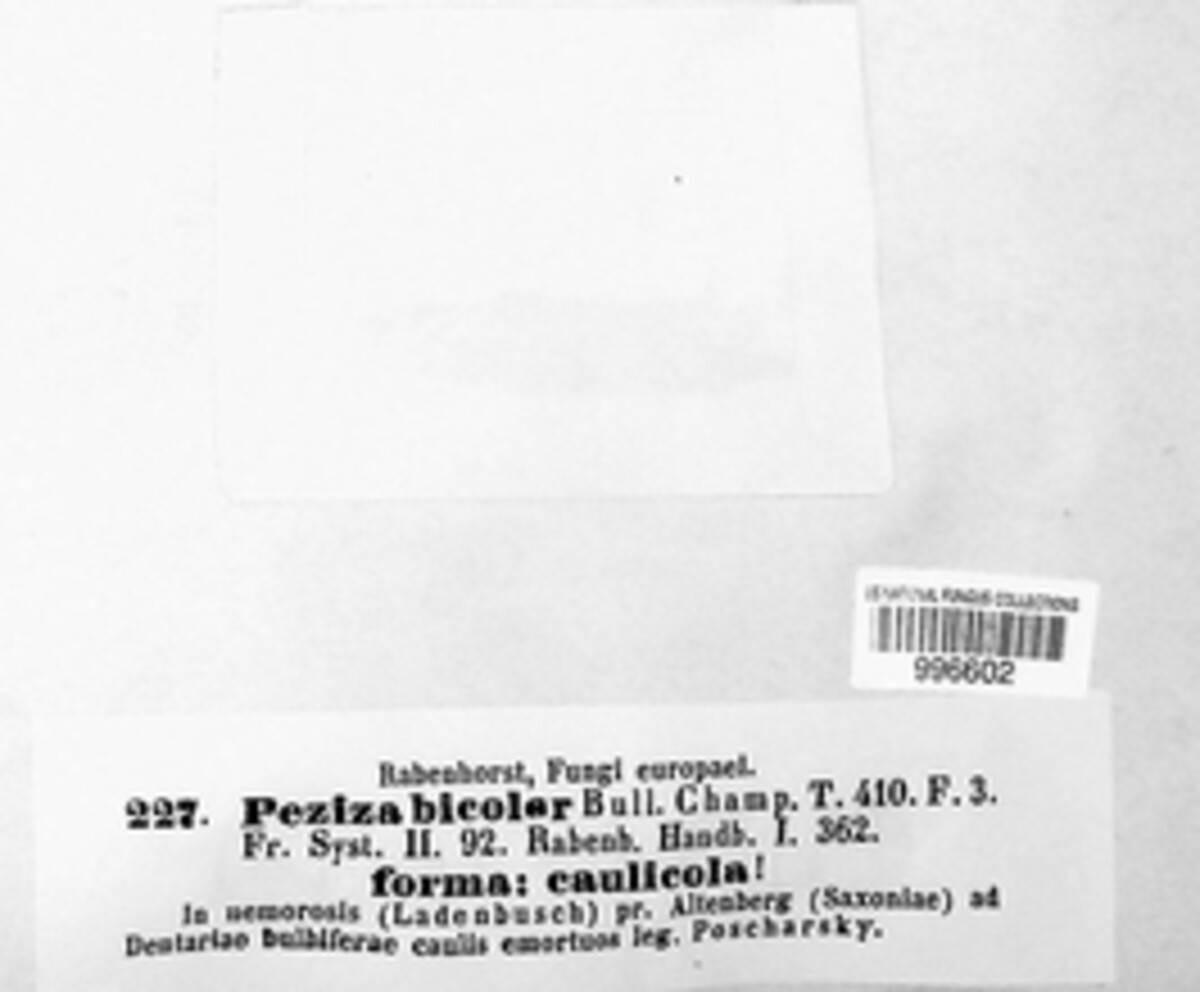 US NATIONAL FUNGUS COLLECTIONS
996602
Rabenhorst, Fungi europaei.
227. Peziza bicolor Bull. Champ. T. 410. F. 3.
Fr. Syst. II. 92. Rabenh. Handb. I. 362.
forma: caulicola!
In nemorosis (Ladenbusch) pr. Altenberg (Saxoniae) ad
Dentariae bulbiferae caulis emortuos leg. Poscharsky.